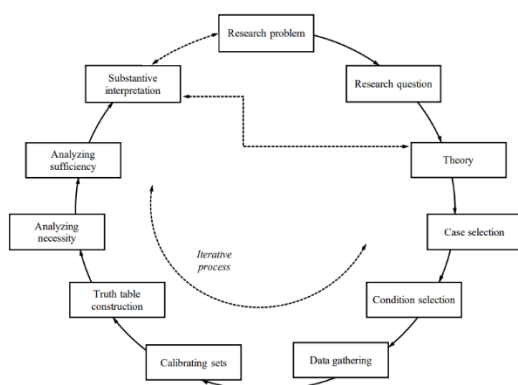 Research problem
Research question
Theory
Case selection
Condition selection
Data gathering
Calibrating sets
Truth table
construction
Analyzing
necessity
Analyzing
sufficiency
Substantive
interpretation
Iterative
process